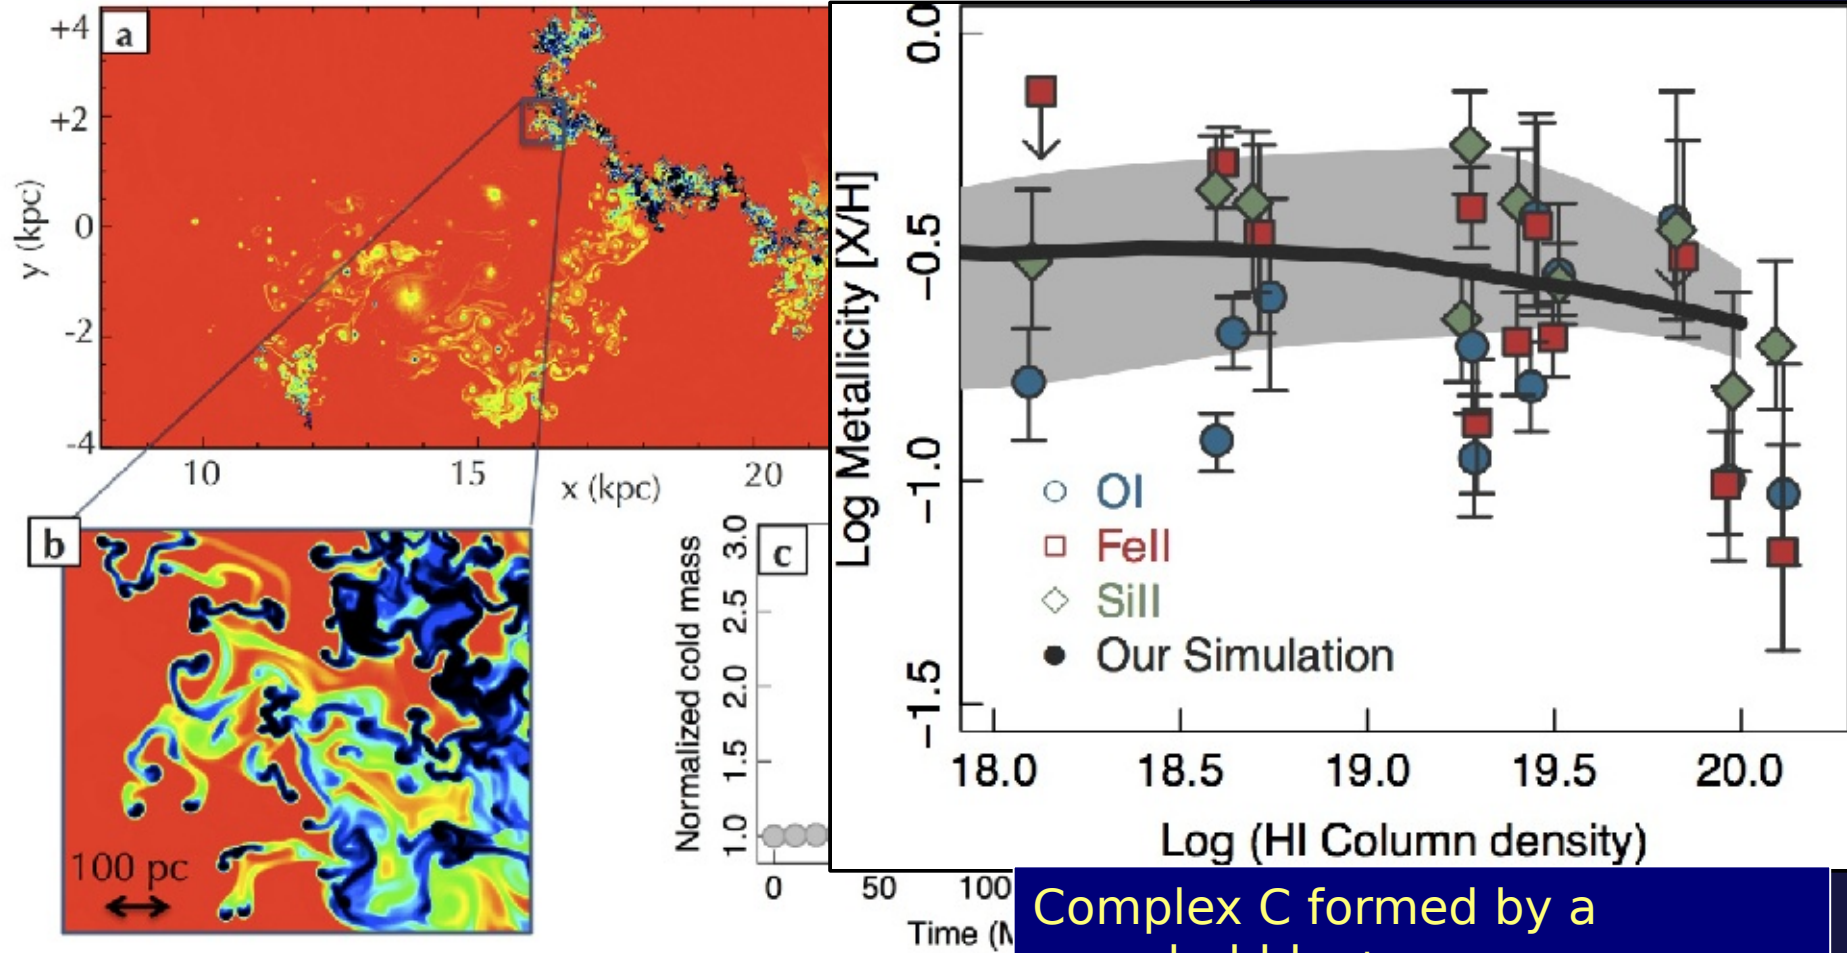 a
+4
+2
0
-2
-4
y (kpc)
10
15
20
x (kpc)
b
100 pc
c
3.0
2.5
2.0
1.5
1.0
Normalized cold mass
0
50
100
Time (M
0.0
−0.5
−1.0
−1.5
Log Metallicity [X/H]
OI
FeII
SiII
Our Simulation
18.0
18.5
19.0
19.5
20.0
Log (HI Column density)
Complex C formed by a